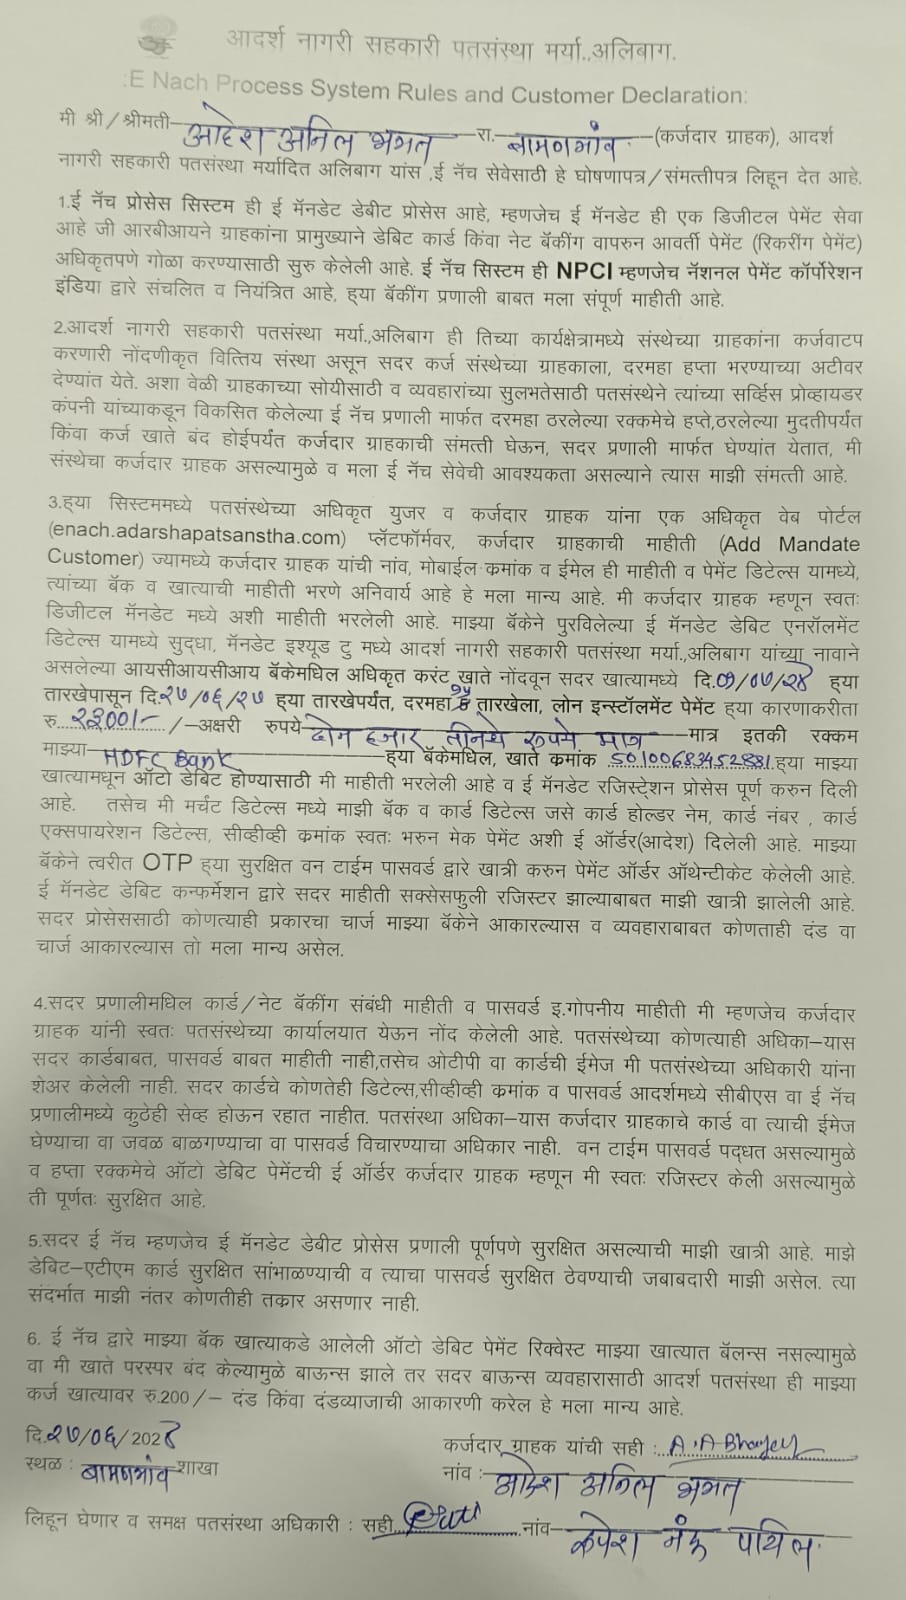 आदर्श नागरी सहकारी पतसंस्था मर्या.,अलिबाग.
:E Nach Process System Rules and Customer Declaration:
मी श्री/श्रीमती आदेश अनिल भगत रा. बामणगांव (कर्जदार ग्राहक), आदर्श
नागरी सहकारी पतसंस्था मर्यादित अलिबाग यांस ,ई नॅच सेवेसाठी हे घोषणापत्र/संमत्तीपत्र लिहून देत आहे.
1.ई नॅच प्रोसेस सिस्टम ही ई मॅनडेट डेबीट प्रोसेस आहे, म्हणजेच ई मॅनडेट ही एक डिजीटल पेमेंट सेवा
आहे जी आरबीआयने ग्राहकांना प्रामुख्याने डेबिट कार्ड किंवा नेट बॅकींग वापरुन आवर्ती पेमेंट (रिकरींग पेमेंट)
अधिकृतपणे गोळा करण्यासाठी सुरु केलेली आहे. ई नॅच सिस्टम ही NPCI म्हणजेच नॅशनल पेमेंट कॉर्पोरेशन
इंडिया द्वारे संचलित व नियंत्रित आहे, ह्या बॅकींग प्रणाली बाबत मला संपूर्ण माहीती आहे.
2.आदर्श नागरी सहकारी पतसंस्था मर्या.,अलिबाग ही तिच्या कार्यक्षेत्रामध्ये संस्थेच्या ग्राहकांना कर्जवाटप
करणारी नोंदणीकृत वित्तिय संस्था असून सदर कर्ज संस्थेच्या ग्राहकाला, दरमहा हप्ता भरण्याच्या अटीवर
देण्यांत येते. अशा वेळी ग्राहकाच्या सोयीसाठी व व्यवहारांच्या सुलभतेसाठी पतसंस्थेने त्यांच्या सर्व्हिस प्रोव्हायडर
कंपनी यांच्याकडून विकसित केलेल्या ई नॅच प्रणाली मार्फत दरमहा ठरलेल्या रक्कमेचे हप्ते,ठरलेल्या मुदतीपर्यंत
किंवा कर्ज खाते बंद होईपर्यंत कर्जदार ग्राहकाची संमत्ती घेऊन, सदर प्रणाली मार्फत घेण्यांत येतात, मी
संस्थेचा कर्जदार ग्राहक असल्यामुळे व मला ई नॅच सेवेची आवश्यकता असल्याने त्यास माझी संमत्ती आहे.
3.ह्या सिस्टममध्ये पतसंस्थेच्या अधिकृत युजर व कर्जदार ग्राहक यांना एक अधिकृत वेब पोर्टल
(enach.adarshapatsanstha.com) प्लॅटफॉर्मवर, कर्जदार ग्राहकाची माहीती (Add Mandate
Customer) ज्यामध्ये कर्जदार ग्राहक यांची नांव, मोबाईल क्रमांक व ईमेल ही माहीती व पेमेंट डिटेल्स यामध्ये,
त्यांच्या बॅक व खात्याची माहीती भरणे अनिवार्य आहे हे मला मान्य आहे. मी कर्जदार ग्राहक म्हणून स्वतः
डिजीटल मॅनडेट मध्ये अशी माहीती भरलेली आहे. माझ्या बॅकेने पुरविलेल्या ई मॅनडेट डेबिट एनरॉलमेंट
डिटेल्स यामध्ये सुद्धा, मॅनडेट इश्यूड टु मध्ये आदर्श नागरी सहकारी पतसंस्था मर्या.,अलिबाग यांच्या नावाने
असलेल्या आयसीआयसीआय बॅकेमधिल अधिकृत करंट खाते नोंदवून सदर खात्यामध्ये दि.०१/०७/२४ ह्या
तारखेपासून दि.२७/०६/२७ ह्या तारखेपर्यंत, दरमहा तारखेला, लोन इन्स्टॉलमेंट पेमेंट ह्या कारणाकरीता
रु २३००/- /-अक्षरी रुपये दोन हजार तीनशे रुपये मात्र मात्र इतकी रक्कम
माझ्या HDFC Bank ह्या बॅकेमधिल, खाते क्रमांक 50100683452881 ह्या माझ्या
खात्यामधून ऑटो डेबिट होण्यासाठी मी माहीती भरलेली आहे व ई मॅनडेट रजिस्ट्रेशन प्रोसेस पूर्ण करुन दिली
आहे. तसेच मी मर्चंट डिटेल्स मध्ये माझी बॅक व कार्ड डिटेल्स जसे कार्ड होल्डर नेम, कार्ड नंबर , कार्ड
एक्सपायरेशन डिटेल्स, सीव्हीव्ही क्रमांक स्वतः भरुन मेक पेमेंट अशी ई ऑर्डर(आदेश) दिलेली आहे. माझ्या
बॅकेने त्वरीत OTP ह्या सुरक्षित वन टाईम पासवर्ड द्वारे खात्री करुन पेमेंट ऑर्डर ऑथेन्टीकेट केलेली आहे.
ई मॅनडेट डेबिट कन्फर्मेशन द्वारे सदर माहीती सक्सेसफुली रजिस्टर झाल्याबाबत माझी खात्री झालेली आहे.
सदर प्रोसेससाठी कोणत्याही प्रकारचा चार्ज माझ्या बॅकेने आकारल्यास व व्यवहाराबाबत कोणताही दंड वा
चार्ज आकारल्यास तो मला मान्य असेल.
4.सदर प्रणालीमधिल कार्ड/नेट बॅकींग संबंधी माहीती व पासवर्ड इ.गोपनीय माहीती मी म्हणजेच कर्जदार
ग्राहक यांनी स्वतः पतसंस्थेच्या कार्यालयात येऊन नोंद केलेली आहे. पतसंस्थेच्या कोणत्याही अधिका-यास
सदर कार्डबाबत, पासवर्ड बाबत माहीती नाही,तसेच ओटीपी वा कार्डची ईमेज मी पतसंस्थेच्या अधिकारी यांना
शेअर केलेली नाही. सदर कार्डचे कोणतेही डिटेल्स,सीव्हीव्ही क्रमांक व पासवर्ड आदर्शमध्ये सीबीएस वा ई नॅच
प्रणालीमध्ये कुठेही सेव्ह होऊन रहात नाहीत. पतसंस्था अधिका-यास कर्जदार ग्राहकाचे कार्ड वा त्याची ईमेज
घेण्याचा वा जवळ बाळगण्याचा वा पासवर्ड विचारण्याचा अधिकार नाही. वन टाईम पासवर्ड पद्धत असल्यामुळे
व हप्ता रक्कमेचे ऑटो डेबिट पेमेंटची ई ऑर्डर कर्जदार ग्राहक म्हणून मी स्वतः रजिस्टर केली असल्यामुळे
ती पूर्णतः सुरक्षित आहे.
5.सदर ई नॅच म्हणजेच ई मॅनडेट डेबीट प्रोसेस प्रणाली पूर्णपणे सुरक्षित असल्याची माझी खात्री आहे. माझे
डेबिट-एटीएम कार्ड सुरक्षित सांभाळण्याची व त्याचा पासवर्ड सुरक्षित ठेवण्याची जबाबदारी माझी असेल. त्या
संदर्भात माझी नंतर कोणतीही तक्रार असणार नाही.
6. ई नॅच द्वारे माझ्या बॅक खात्याकडे आलेली ऑटो डेबिट पेमेंट रिक्वेस्ट माझ्या खात्यात बॅलन्स नसल्यामुळे
वा मी खाते परस्पर बंद केल्यामुळे बाऊन्स झाले तर सदर बाऊन्स व्यवहारासाठी आदर्श पतसंस्था ही माझ्या
कर्ज खात्यावर रु.200/- दंड किंवा दंडव्याजाची आकारणी करेल हे मला मान्य आहे.
दि.२७/०६/२०२४ कर्जदार ग्राहक यांची सही :
स्थळ : बामणगांव शाखा नांव : आदेश अनिल भगत
लिहून घेणार व समक्ष पतसंस्था अधिकारी : सही नांव- पाटील